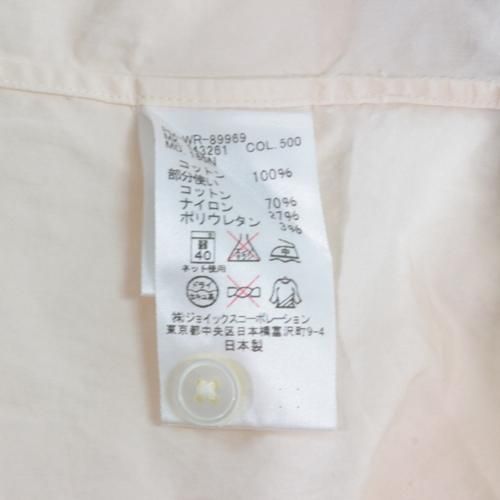 WR-89969
143261 COL.500
コットン 100%
部分使い
コットン 70%
ナイロン 27%
ポリウレタン 3%
40
ネット使用
中
ドライ
株ジョイックスコーポレーション
東京都中央区日本橋富沢町9-4
日本製